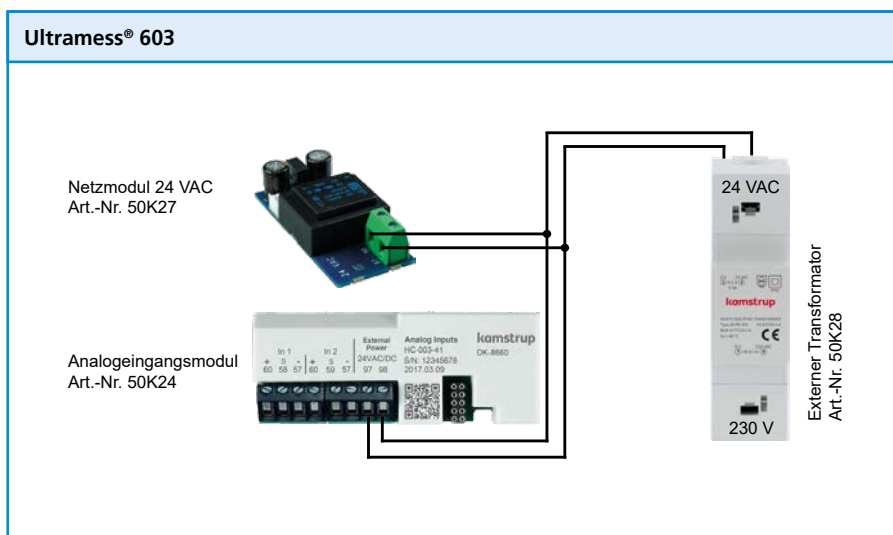 Ultramess® 603
Netzmodul 24 VAC
Art.-Nr. 50K27
24 VAC
Analogeingangsmodul
Art.-Nr. 50K24
In 1
In 2
External
Power
24VAC/DC
+ S - + S -
60 58 57 60 59 57 97 98
Analog Inputs
HC-003-41
S/N: 12345678
2017.03.09
kamstrup
DK-8660
24 VAC
kamstrup
CE
230 V
Externer Transformator
Art.-Nr. 50K28